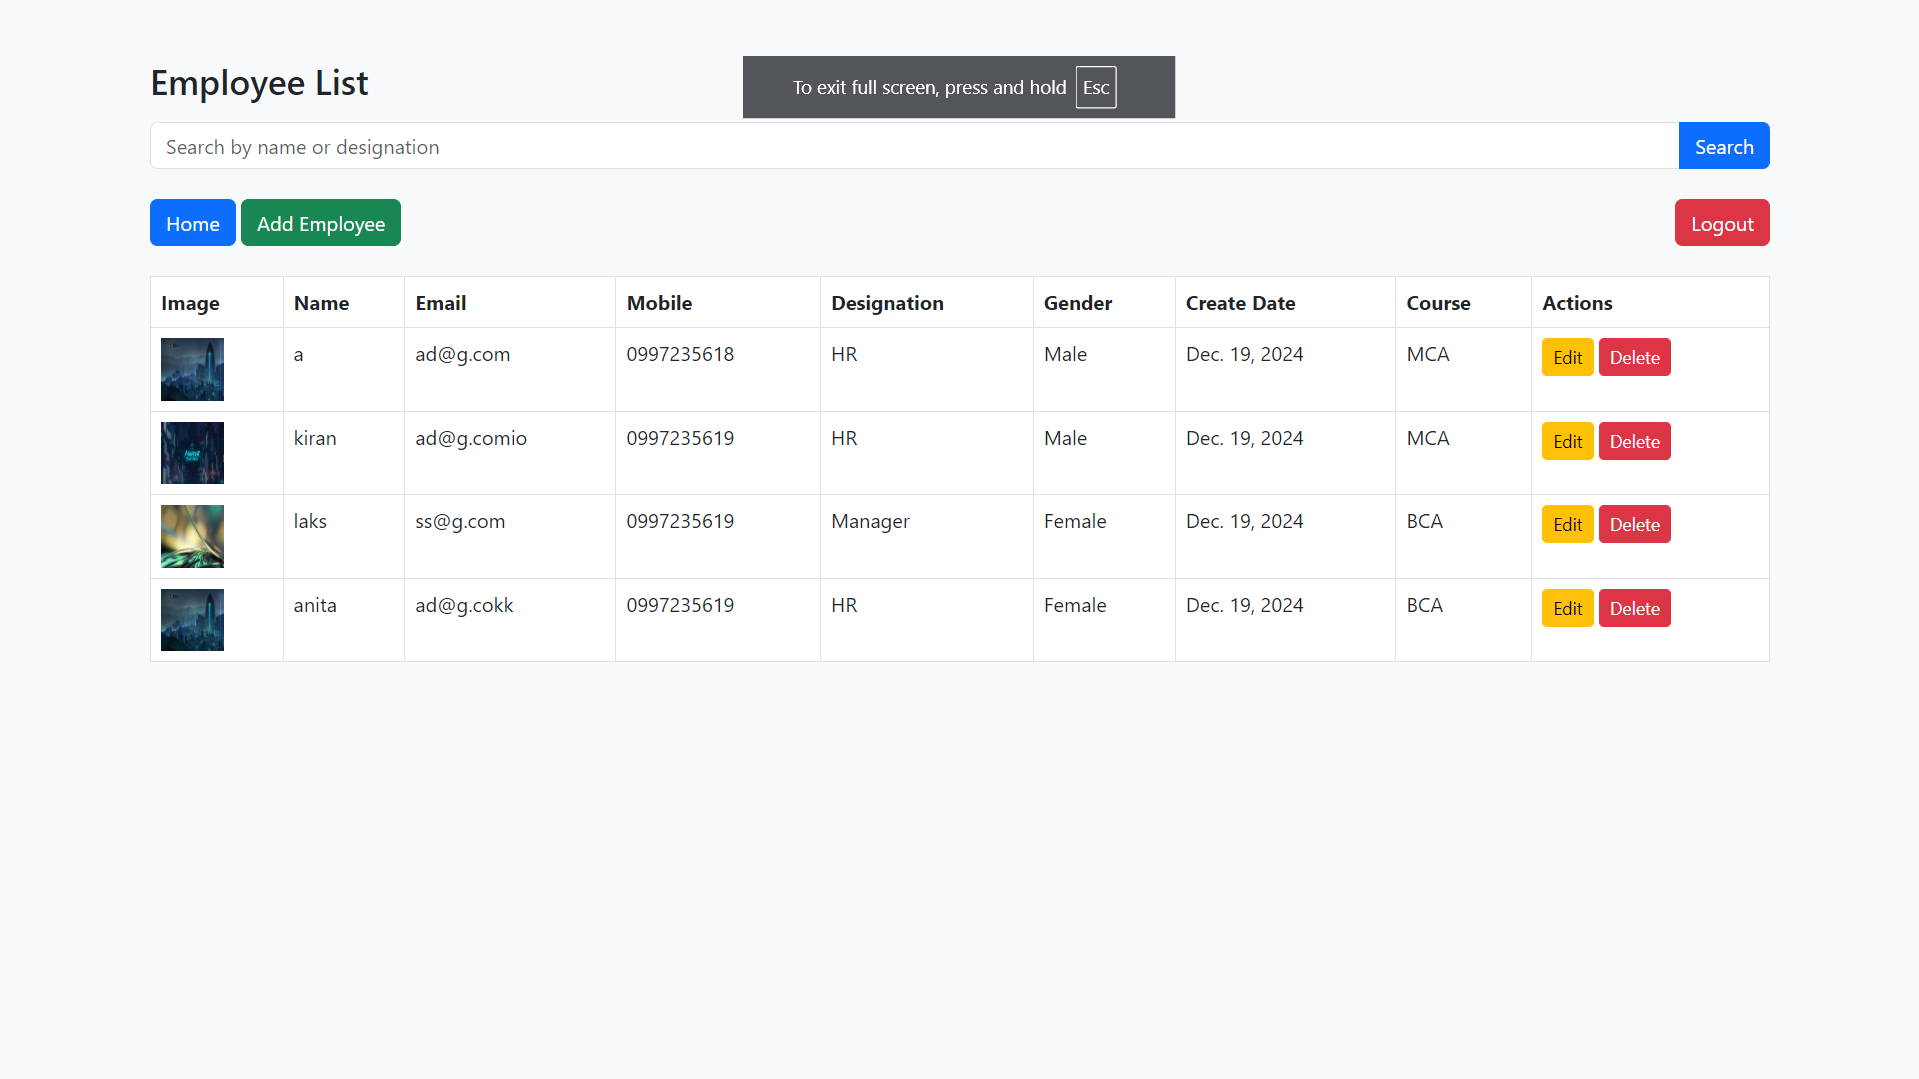 Employee List
To exit full screen, press and hold Esc
Search by name or designation Search
Home Add Employee Logout
Image Name Email Mobile Designation Gender Create Date Course Actions
a ad@g.com 0997235618 HR Male Dec. 19, 2024 MCA Edit Delete
kiran ad@g.comio 0997235619 HR Male Dec. 19, 2024 MCA Edit Delete
laks ss@g.com 0997235619 Manager Female Dec. 19, 2024 BCA Edit Delete
anita ad@g.cokk 0997235619 HR Female Dec. 19, 2024 BCA Edit Delete